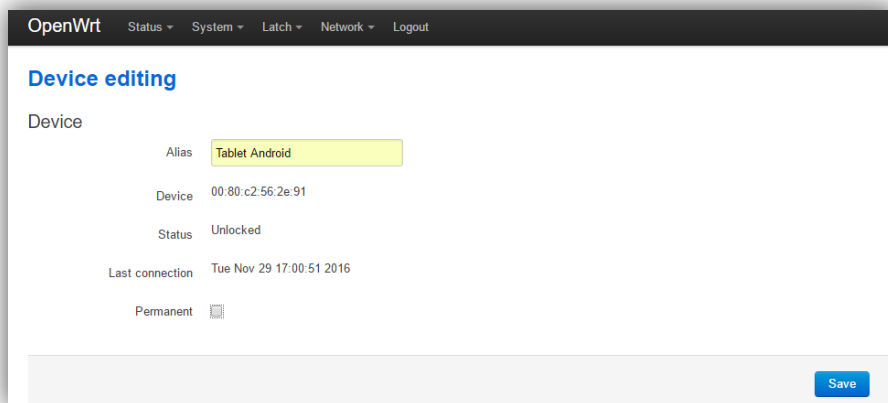 OpenWrt Status System Latch Network Logout
Device editing
Device
Alias Tablet Android
Device 00:80:c2:56:2e:91
Status Unlocked
Last connection Tue Nov 29 17:00:51 2016
Permanent
Save